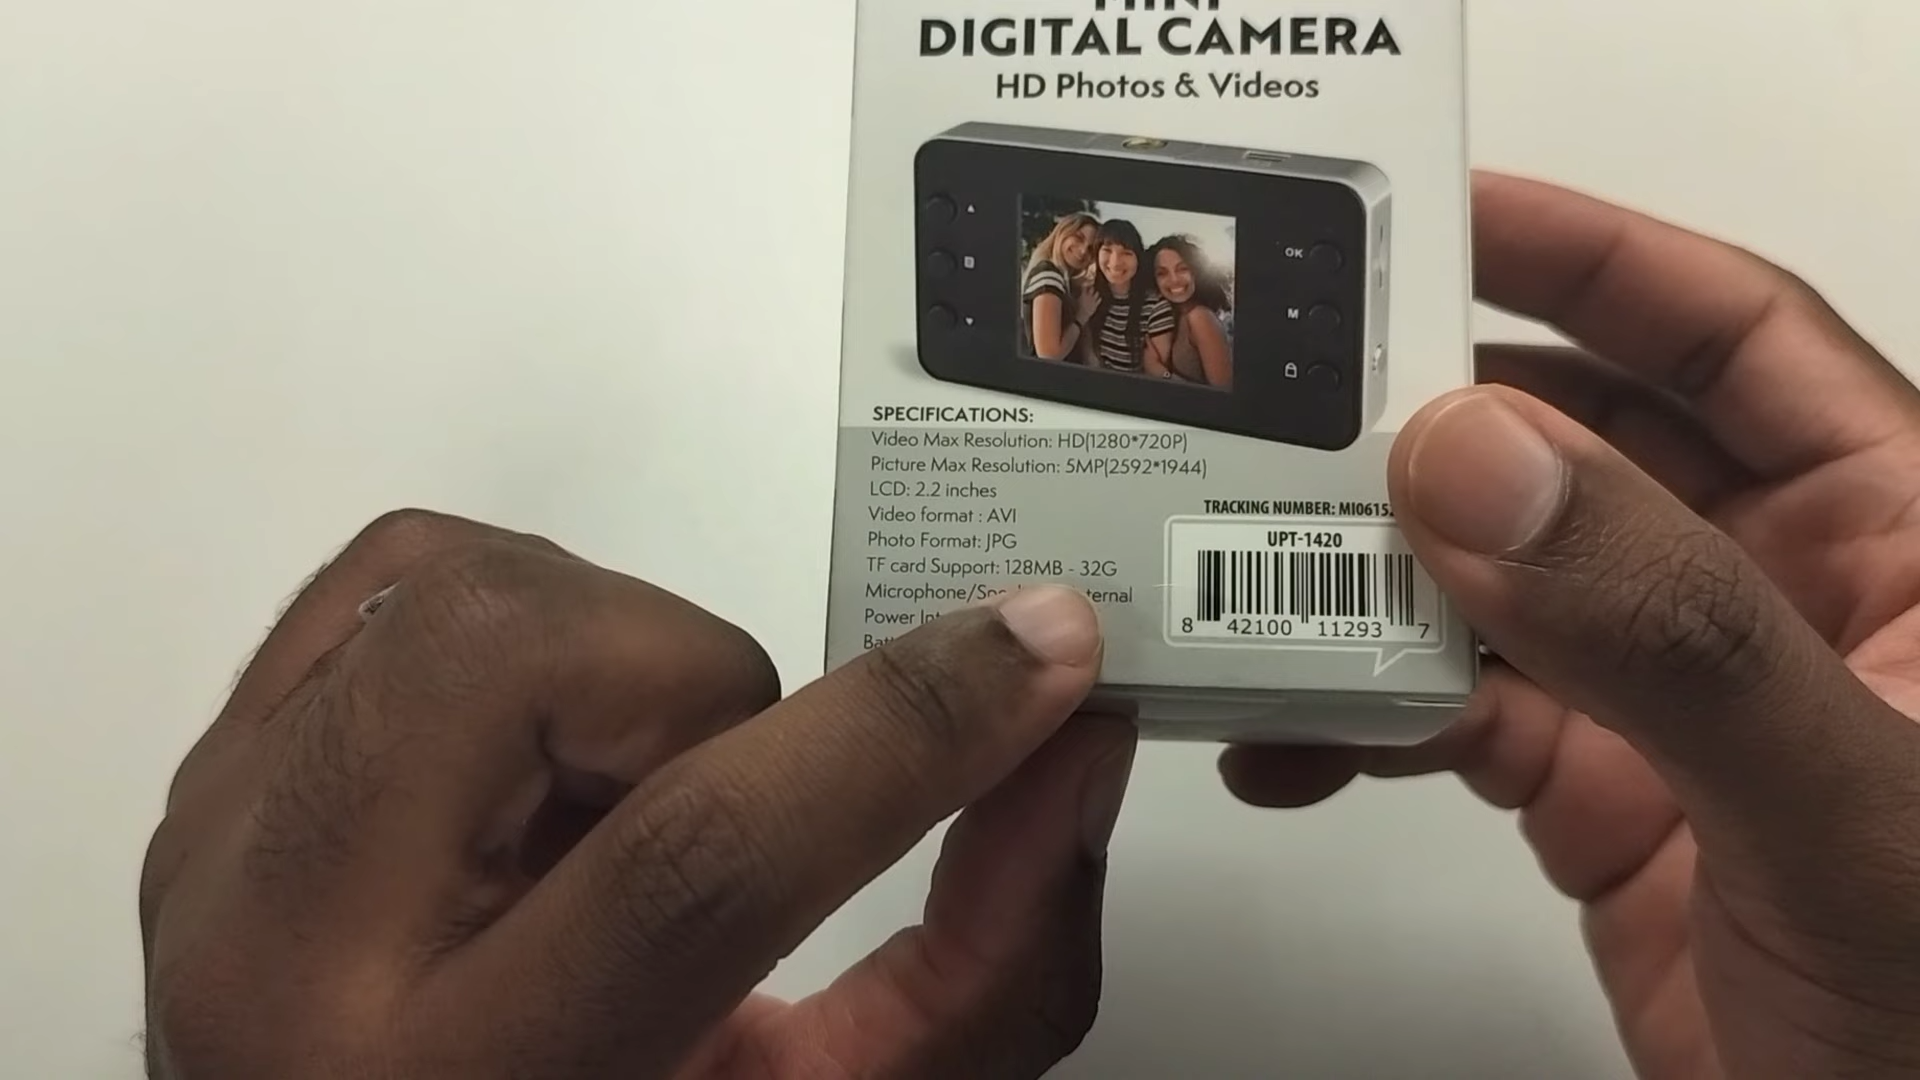 MINI
DIGITAL CAMERA
HD Photos & Videos
OK
M
SPECIFICATIONS:
Video Max Resolution: HD(1280*720P)
Picture Max Resolution: 5MP(2592*1944)
LCD: 2.2 inches
Video format : AVI
Photo Format: JPG
TF card Support: 128MB - 32G
Power
TRACKING NUMBER:
UPT-1420
8 42100 11293 7